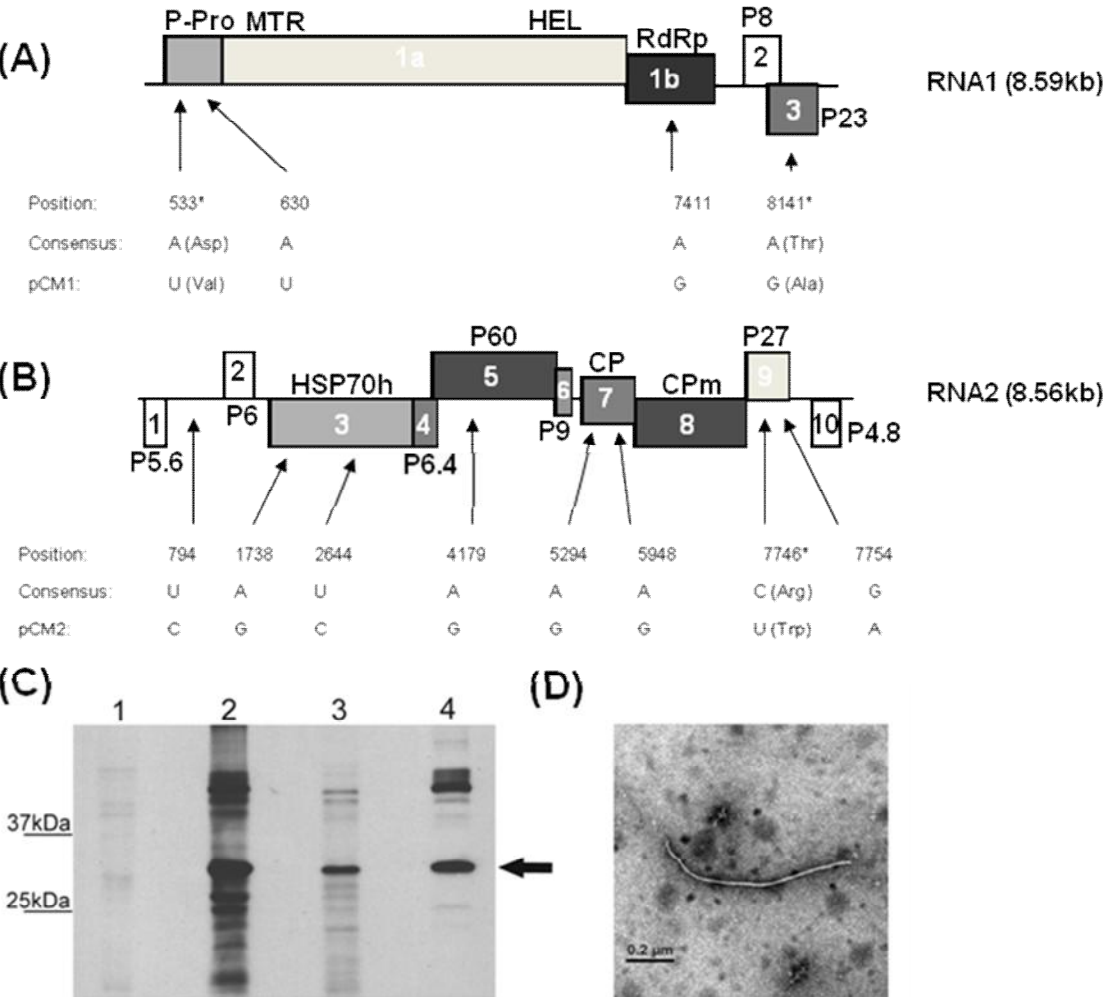 P-Pro MTR HEL RdRp P8
(A) 1a 1b 2 3 P23 RNA1 (8.59kb)
Position: 533* 630 7411 8141*
Consensus: A (Asp) A A A (Thr)
pCM1: U (Val) U G G (Ala)
P60 CP P27
(B) 1 2 HSP70h 3 4 5 6 7 CPm 8 9 10 RNA2 (8.56kb)
P5.6 P6 P6.4 P9 P4.8
Position: 794 1738 2644 4179 5294 5948 7746* 7754
Consensus: U A U A A A C (Arg) G
pCM2: C G C G G G U (Trp) A
(C) (D)
1 2 3 4
37kDa
25kDa
0.2 µm